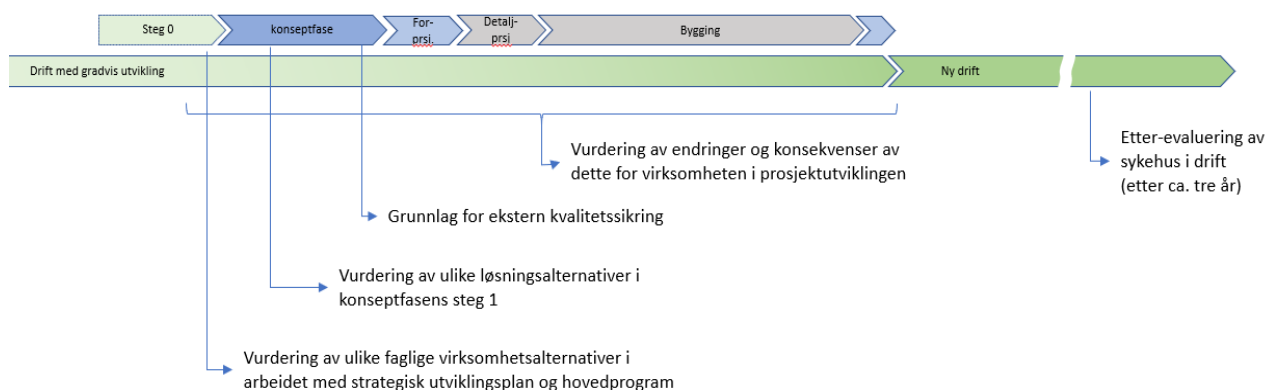 Steg 0
konseptfase
For-
prsj.
Detalj-
prsj
Bygging
Drift med gradvis utvikling
Ny drift
Vurdering av endringer og konsekvenser av
dette for virksomheten i prosjektutviklingen
Etter-evaluering av
sykehus i drift
(etter ca. tre år)
Grunnlag for ekstern kvalitetssikring
Vurdering av ulike løsningsalternativer i
konseptfasens steg 1
Vurdering av ulike faglige virksomhetsalternativer i
arbeidet med strategisk utviklingsplan og hovedprogram